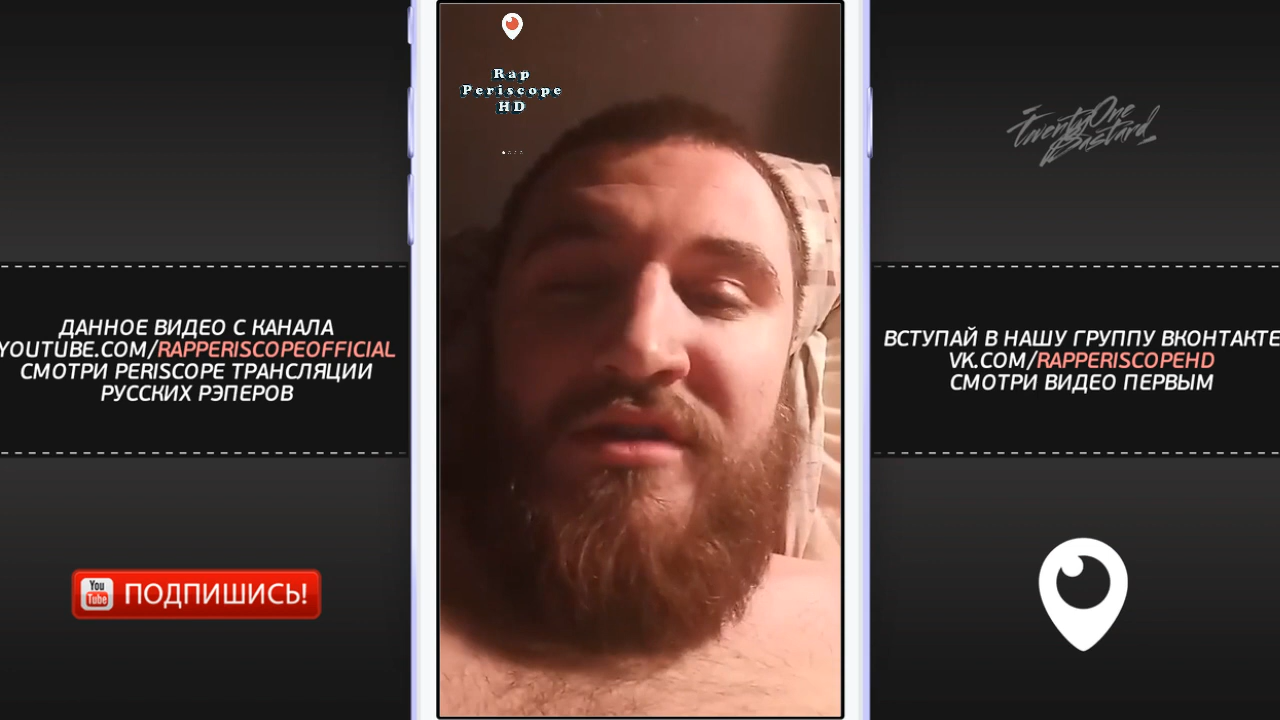 Rap
Periscope
HD
TwentyOne
Bastard
ДАННОЕ ВИДЕО С КАНАЛА
YOUTUBE.COM/RAPPERISCOPEOFFICIAL
СМОТРИ PERISCOPE ТРАНСЛЯЦИИ
РУССКИХ РЭПЕРОВ
ВСТУПАЙ В НАШУ ГРУППУ ВКОНТАКТЕ
VK.COM/RAPPERISCOPEHD
СМОТРИ ВИДЕО ПЕРВЫМ
You
Tube
ПОДПИШИСЬ!